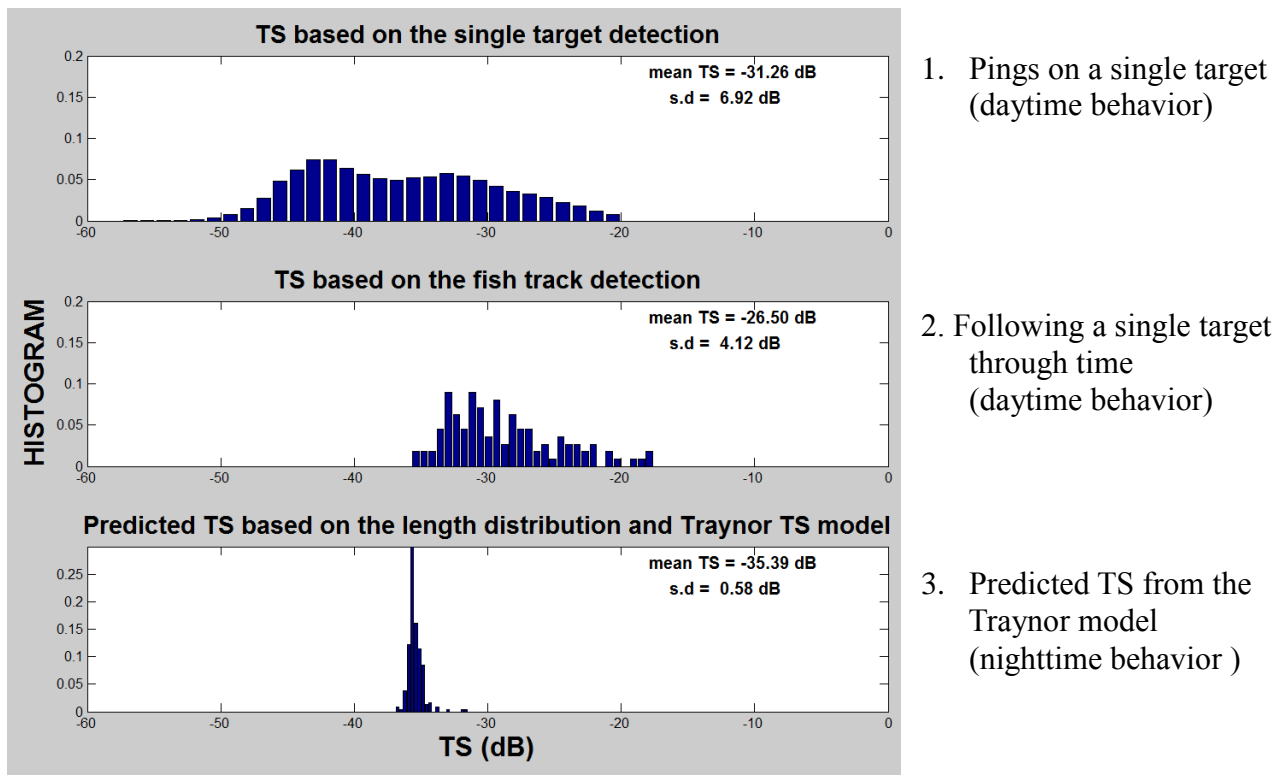 TS based on the single target detection
0.2
0.15
0.1
0.05
0
mean TS = -31.26 dB
s.d = 6.92 dB
-60 -50 -40 -30 -20 -10 0
1. Pings on a single target
(daytime behavior)
TS based on the fish track detection
0.2
0.15
0.1
0.05
0
mean TS = -26.50 dB
s.d = 4.12 dB
-60 -50 -40 -30 -20 -10 0
2. Following a single target
through time
(daytime behavior)
HISTOGRAM
Predicted TS based on the length distribution and Traynor TS model
0.25
0.2
0.15
0.1
0.05
0
mean TS = -35.39 dB
s.d = 0.58 dB
-60 -50 -40 -30 -20 -10 0
TS (dB)
3. Predicted TS from the
Traynor model
(nighttime behavior )